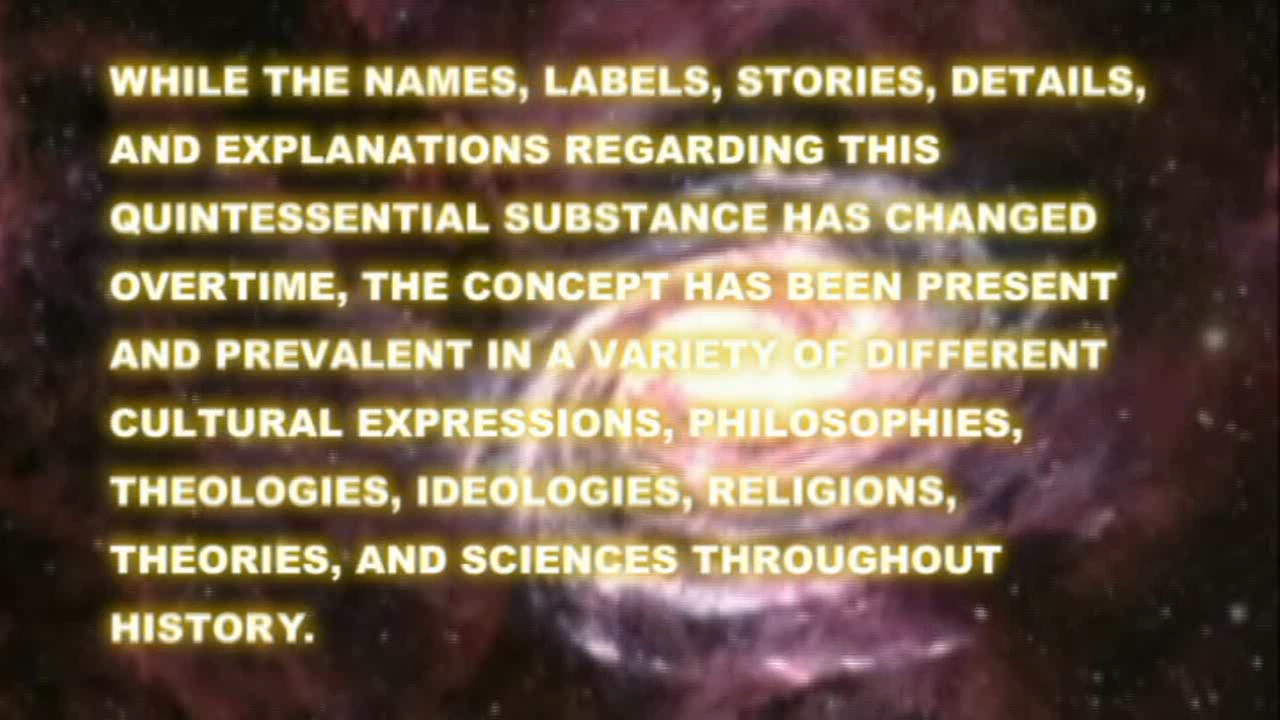 WHILE THE NAMES, LABELS, STORIES, DETAILS,
AND EXPLANATIONS REGARDING THIS
QUINTESSENTIAL SUBSTANCE HAS CHANGED
OVERTIME, THE CONCEPT HAS BEEN PRESENT
AND PREVALENT IN A VARIETY OF DIFFERENT
CULTURAL EXPRESSIONS, PHILOSOPHIES,
THEOLOGIES, IDEOLOGIES, RELIGIONS,
THEORIES, AND SCIENCES THROUGHOUT
HISTORY.